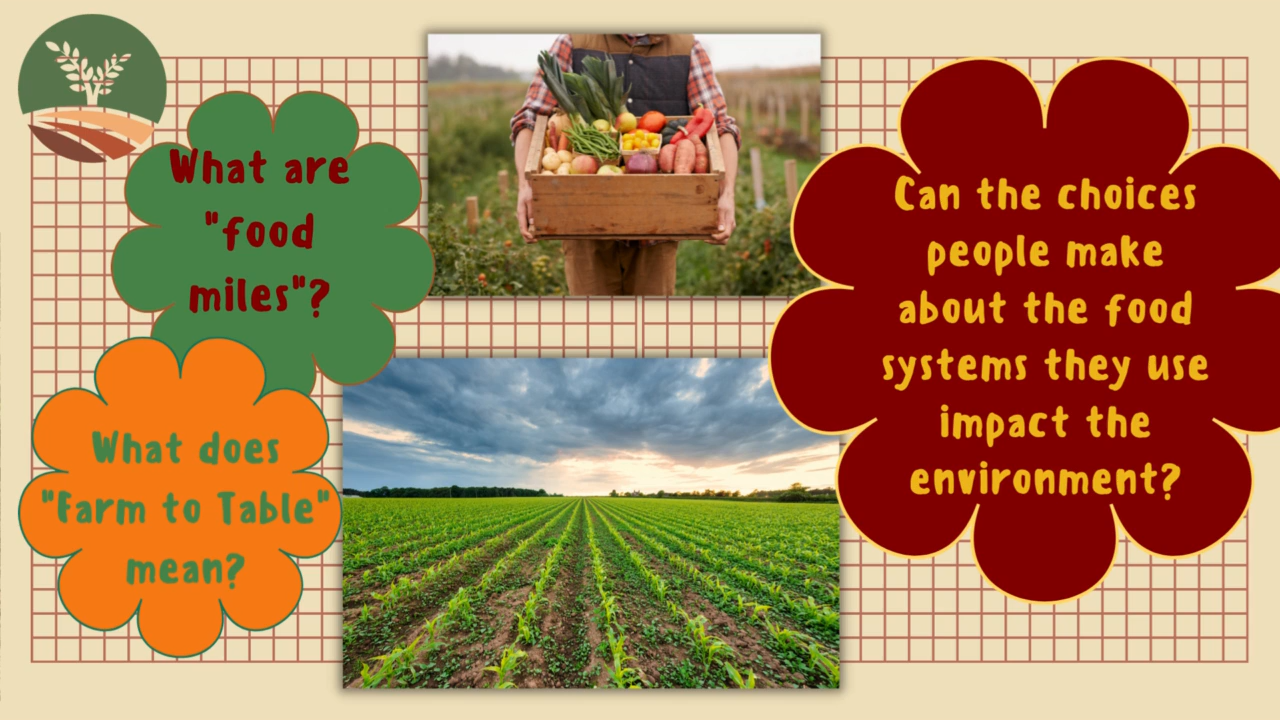 What are
"food
miles"?
What does
"Farm to Table"
mean?
Can the choices
people make
about the food
systems they use
impact the
environment?